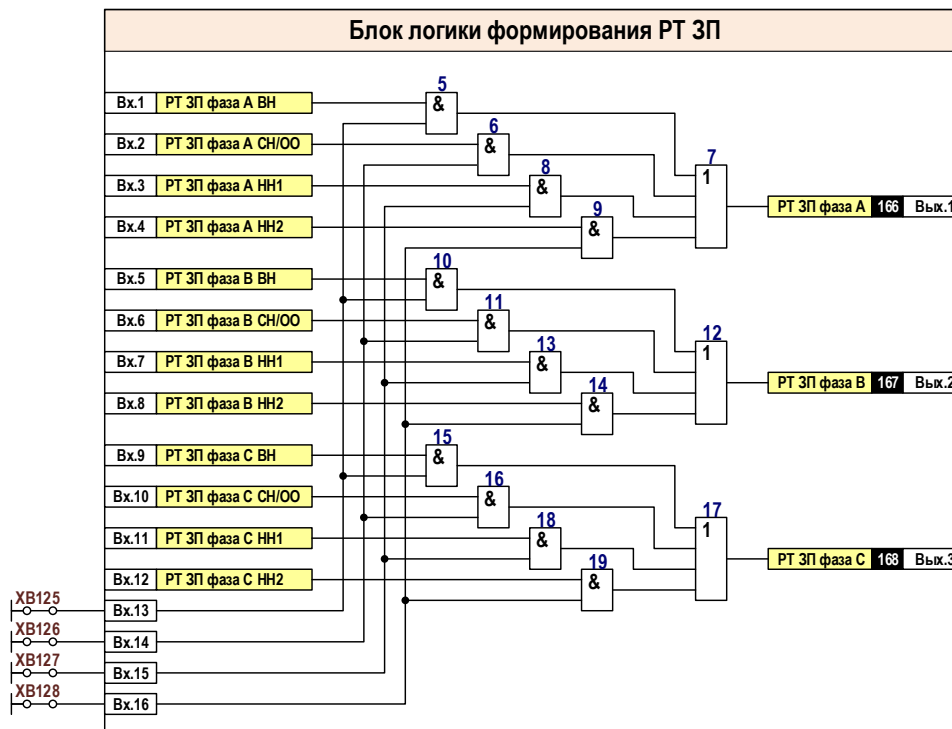 Блок логики формирования РТ ЗП
5
Вх.1 РТ ЗП фаза А ВН &
6
Вх.2 РТ ЗП фаза А СН/ОО & 7
8 1
Вх.3 РТ ЗП фаза А НН1 &
9 РТ ЗП фаза А 166 Вых.1
Вх.4 РТ ЗП фаза А НН2 &
10
Вх.5 РТ ЗП фаза В ВН &
11
Вх.6 РТ ЗП фаза В СН/ОО & 12
13 1
Вх.7 РТ ЗП фаза В НН1 &
14 РТ ЗП фаза В 167 Вых.2
Вх.8 РТ ЗП фаза В НН2 &
15
Вх.9 РТ ЗП фаза С ВН &
16
Вх.10 РТ ЗП фаза С СН/ОО & 17
18 1
Вх.11 РТ ЗП фаза С НН1 &
19 РТ ЗП фаза С 168 Вых.3
Вх.12 РТ ЗП фаза С НН2 &
XB125 Вх.13
XB126 Вх.14
XB127 Вх.15
XB128 Вх.16